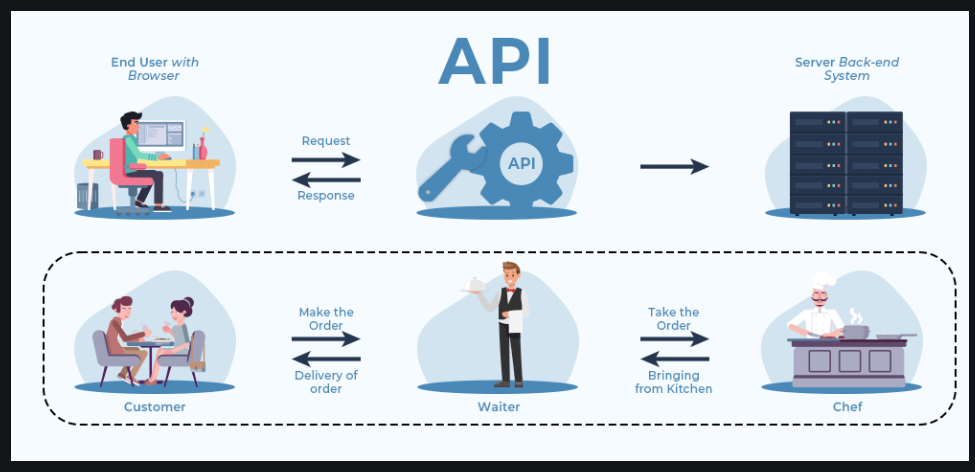 API
End User with
Browser
Server Back-end
System
Request
API
Response
Make the
Order
Take the
Order
Delivery of
order
Bringing
from Kitchen
Customer
Waiter
Chef